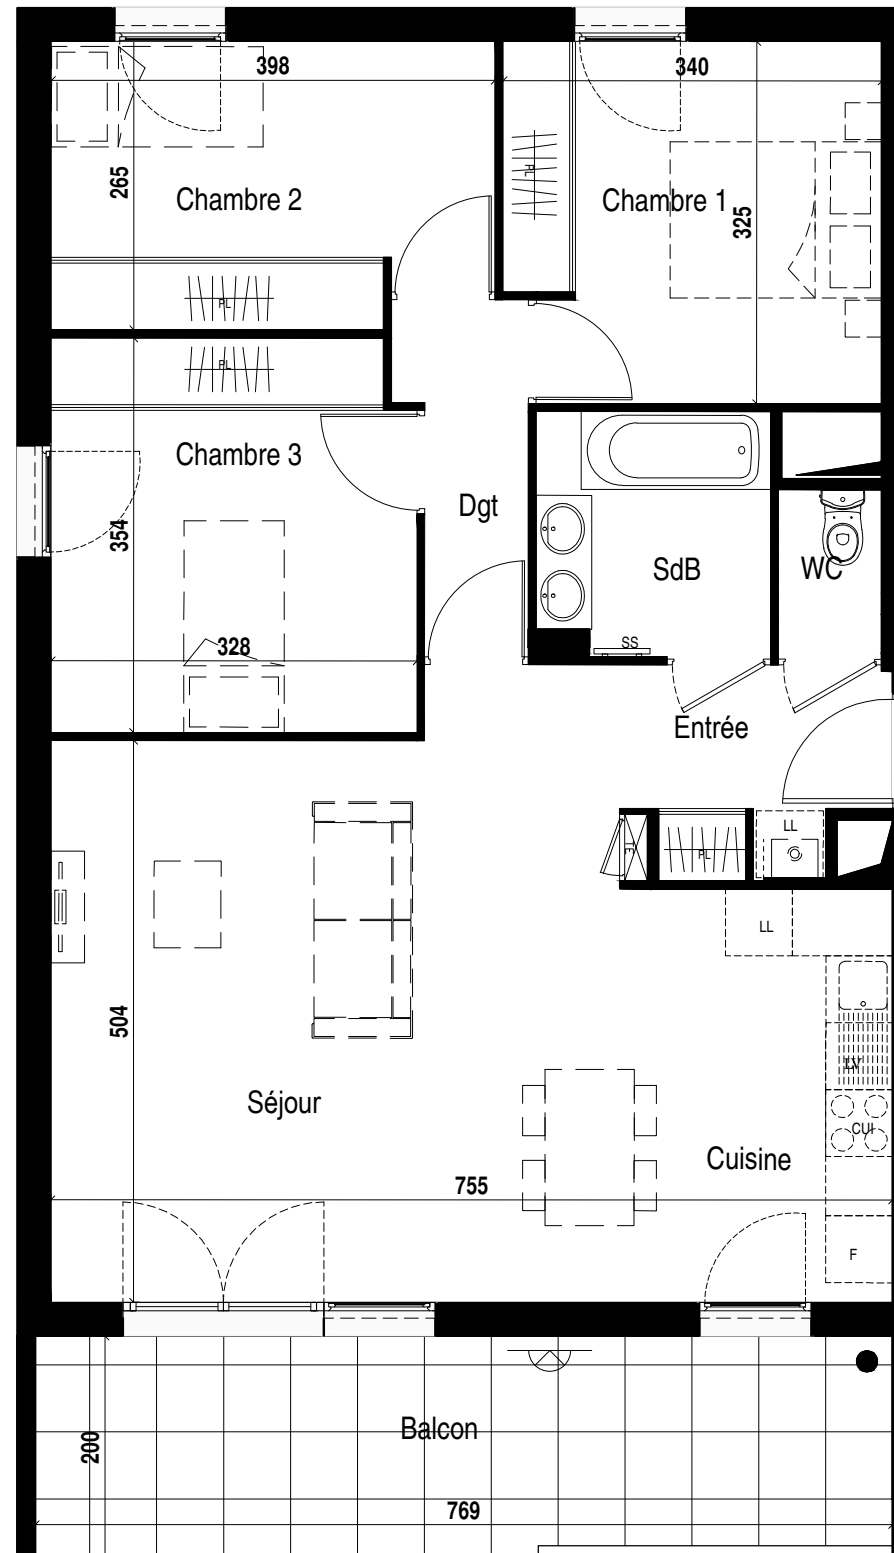 398
340
265
Chambre 2
PL
Chambre 1
325
PL
PL
Chambre 3
354
Dgt
SdB
WC
SS
328
Entrée
LL
TE
PL
LL
504
LV
CUI
Séjour
Cuisine
755
F
Balcon
200
769